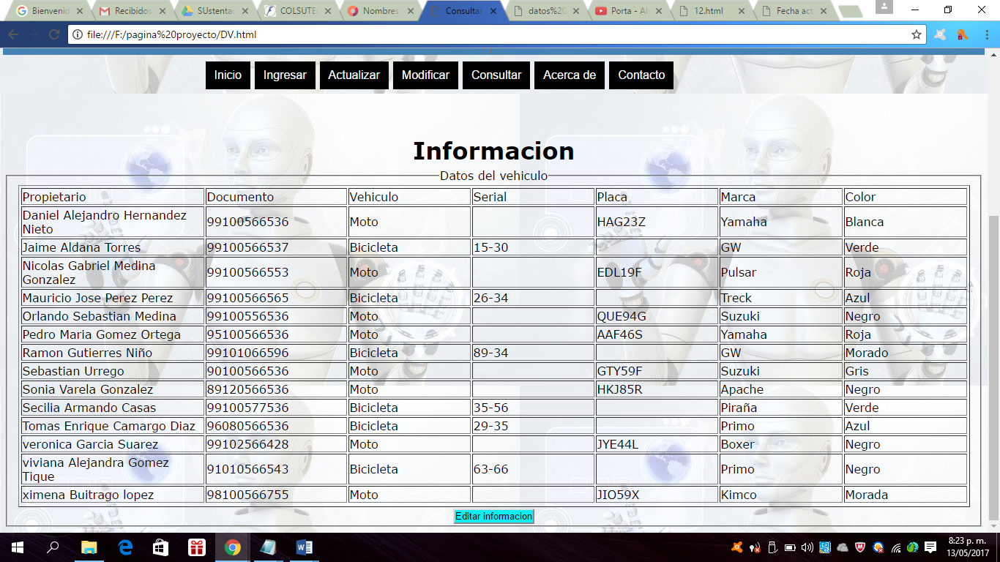 Bienvenid Recibidos SUstentac COLSUTE Nombres Consultar datos%20 Porta - Al 12.html Fecha act
file:///F:/pagina%20proyecto/DV.html
Inicio Ingresar Actualizar Modificar Consultar Acerca de Contacto
Informacion
Datos del vehiculo
Propietario Documento Vehiculo Serial Placa Marca Color
Daniel Alejandro Hernandez
Nieto 99100566536 Moto HAG23Z Yamaha Blanca
Jaime Aldana Torres 99100566537 Bicicleta 15-30 GW Verde
Nicolas Gabriel Medina
Gonzalez 99100566553 Moto EDL19F Pulsar Roja
Mauricio Jose Perez Perez 99100566565 Bicicleta 26-34 Treck Azul
Orlando Sebastian Medina 99100556536 Moto QUE94G Suzuki Negro
Pedro Maria Gomez Ortega 95100566536 Moto AAF46S Yamaha Roja
Ramon Gutierres Niño 99101066596 Bicicleta 89-34 GW Morado
Sebastian Urrego 90100566536 Moto GTY59F Suzuki Gris
Sonia Varela Gonzalez 89120566536 Moto HKJ85R Apache Negro
Secilia Armando Casas 99100577536 Bicicleta 35-56 Piraña Verde
Tomas Enrique Camargo Diaz 96080566536 Bicicleta 29-35 Primo Azul
veronica Garcia Suarez 99102566428 Moto JYE44L Boxer Negro
viviana Alejandra Gomez
Tique 91010566543 Bicicleta 63-66 Primo Negro
ximena Buitrago lopez 98100566755 Moto JIO59X Kimco Morada
Editar informacion
8:23 p. m.
13/05/2017